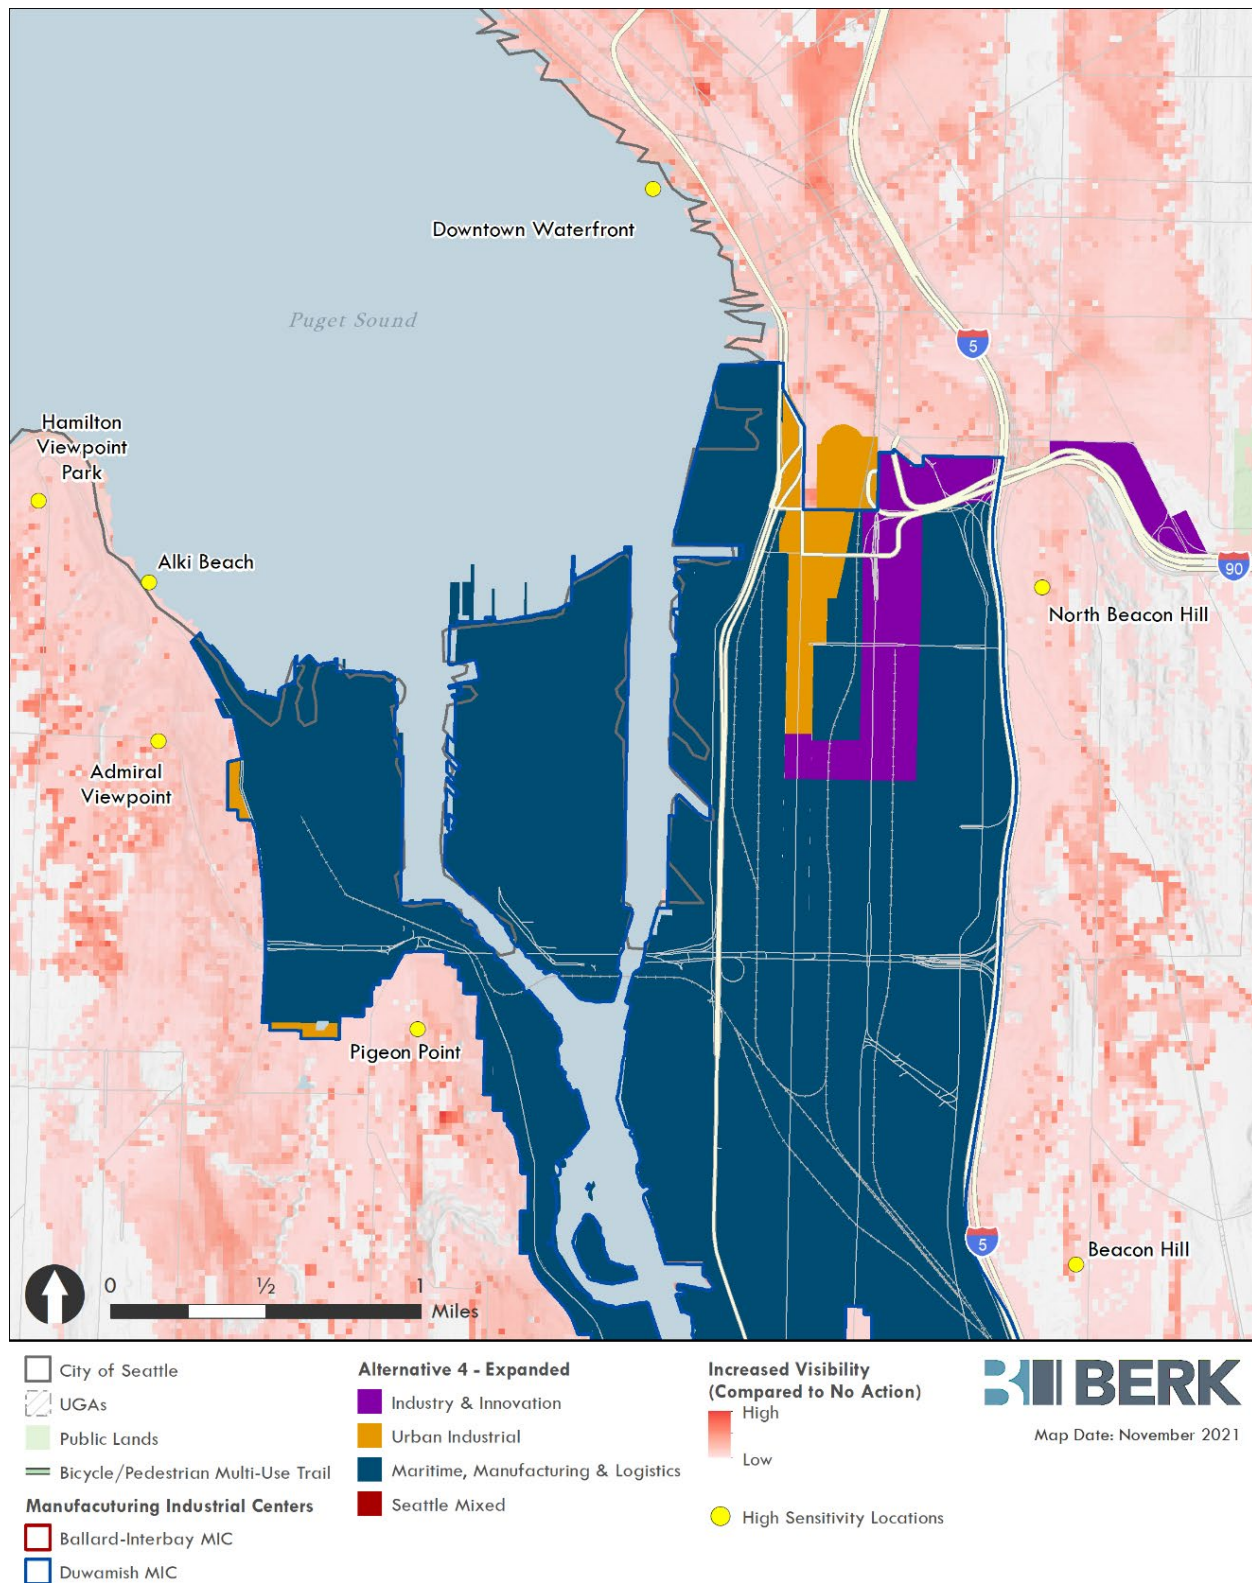 Downtown Waterfront
Puget Sound
5
Hamilton
Viewpoint
Park
Alki Beach
90
North Beacon Hill
Admiral
Viewpoint
Pigeon Point
5
Beacon Hill
0 ½ 1
Miles
City of Seattle
UGAs
Public Lands
Bicycle/Pedestrian Multi-Use Trail
Manufacuturing Industrial Centers
Ballard-Interbay MIC
Duwamish MIC
Alternative 4 - Expanded
Industry & Innovation
Urban Industrial
Maritime, Manufacturing & Logistics
Seattle Mixed
Increased Visibility
(Compared to No Action)
High
Low
High Sensitivity Locations
BERK
Map Date: November 2021